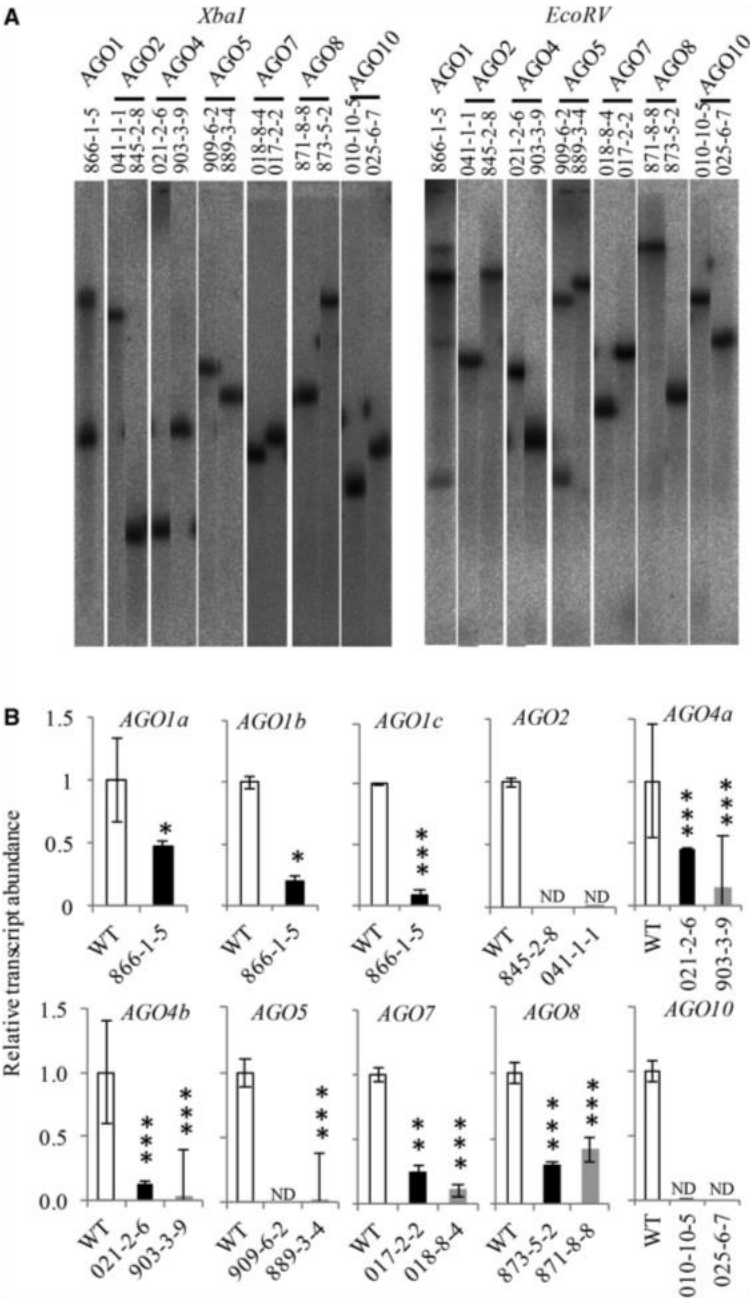 A
XbaI
EcoRV
AGO1 AGO2 AGO4 AGO5 AGO7 AGO8 AGO10
866-1-5 041-1-1 845-2-8 021-2-6 903-3-9 909-6-2 889-3-4 018-8-4 017-2-2 871-8-8 873-5-2 010-10-5 025-6-7
AGO1 AGO2 AGO4 AGO5 AGO7 AGO8 AGO10
866-1-5 041-1-1 845-2-8 021-2-6 903-3-9 909-6-2 889-3-4 018-8-4 017-2-2 871-8-8 873-5-2 010-10-5 025-6-7
B
Relative transcript abundance
1.5
1
0.5
0
AGO1a
*
WT 866-1-5
AGO1b
*
WT 866-1-5
AGO1c
***
WT 866-1-5
AGO2
ND ND
WT 845-2-8 041-1-1
AGO4a
*** ***
WT 021-2-6 903-3-9
1.5
1.0
0.5
0.0
AGO4b
*** ***
WT 021-2-6 903-3-9
AGO5
ND ***
WT 909-6-2 889-3-4
AGO7
** ***
WT 017-2-2 018-8-4
AGO8
*** ***
WT 873-5-2 871-8-8
AGO10
ND ND
WT 010-10-5 025-6-7